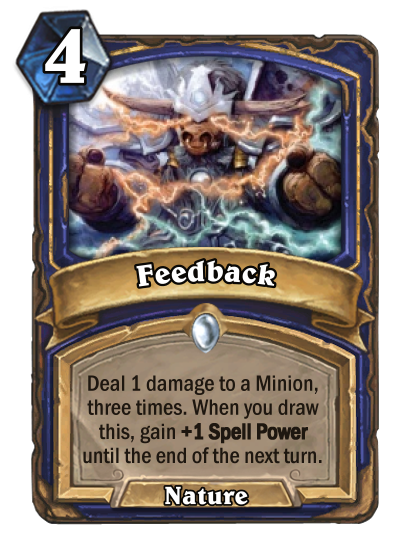 4
Feedback
Deal 1 damage to a Minion,
three times. When you draw
this, gain +1 Spell Power
until the end of the next turn.
Nature